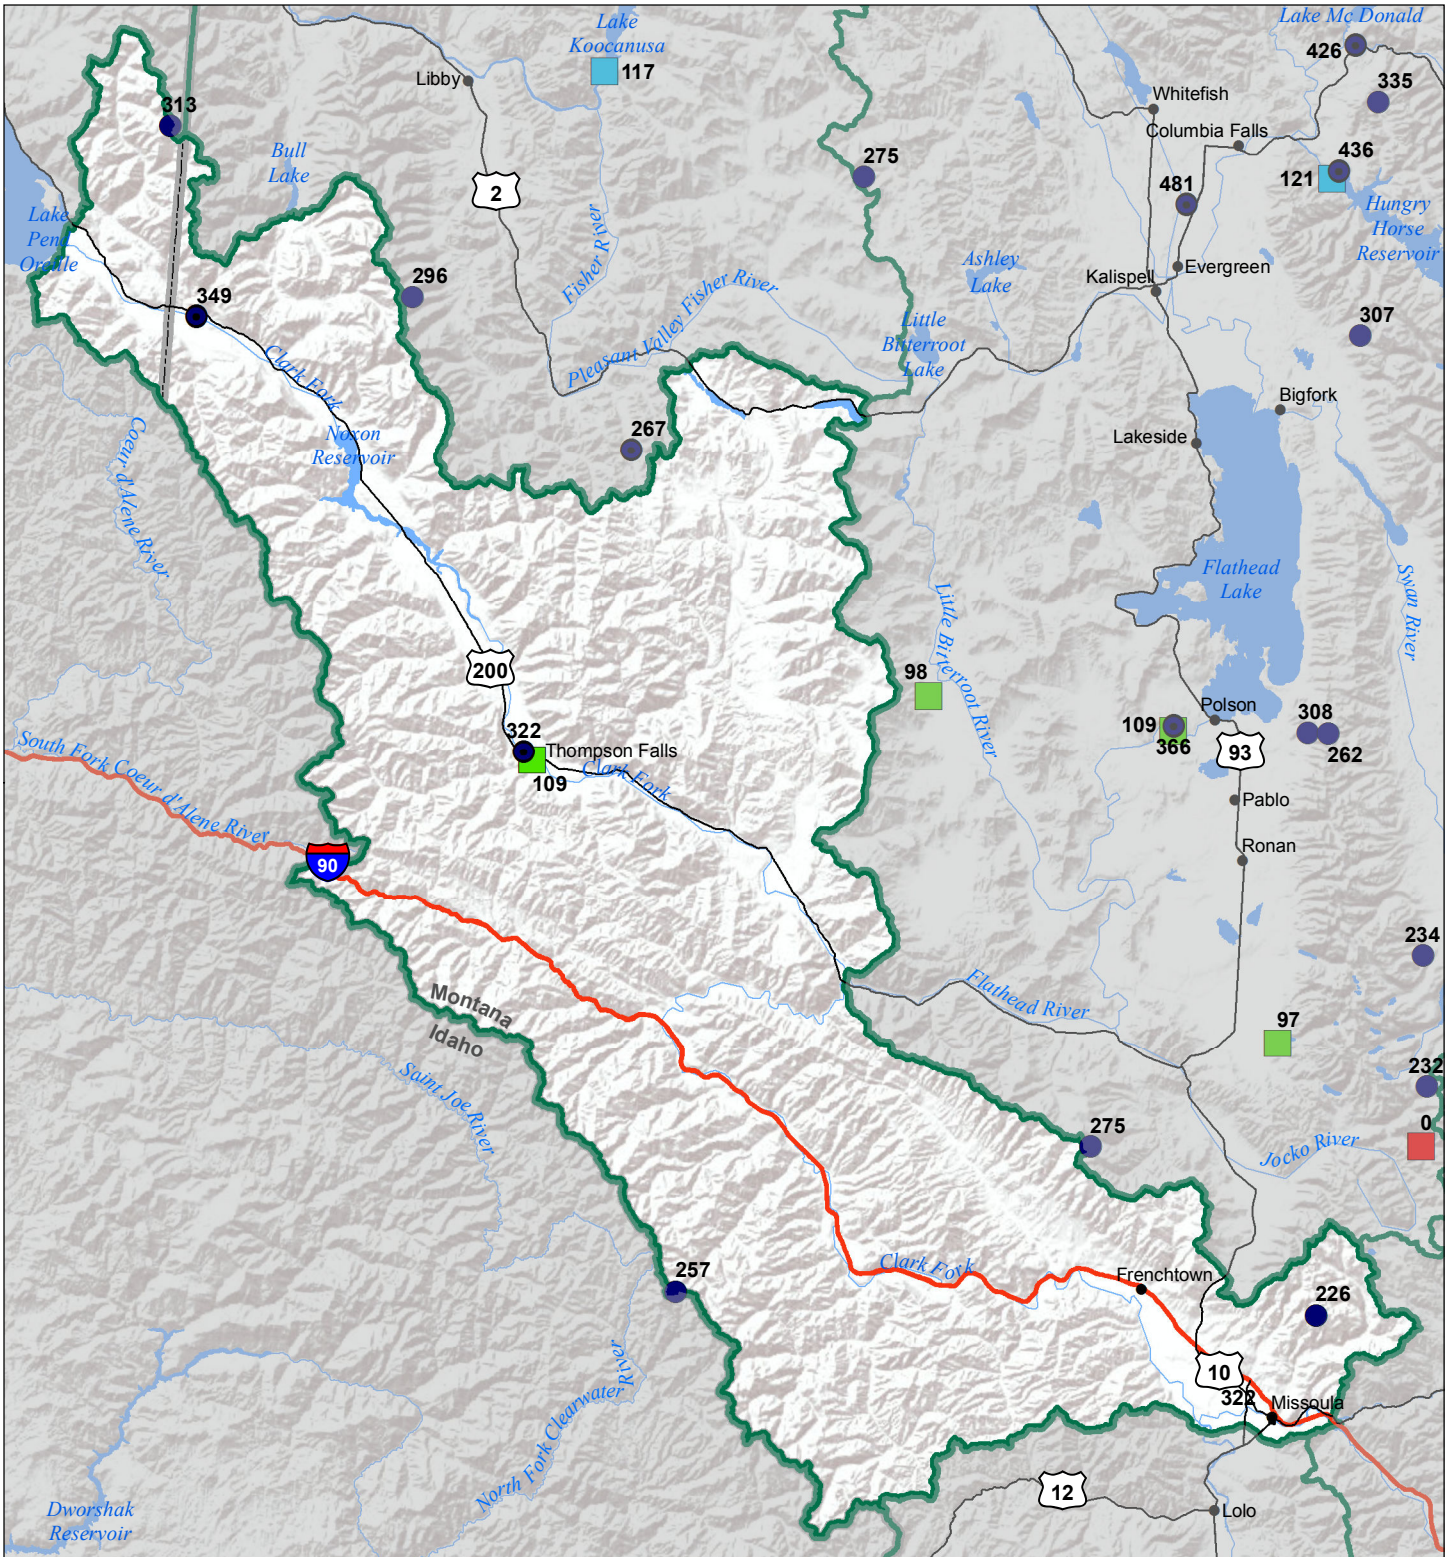 Lake Mc Donald
426
335
Lake
Koocanusa
117
Libby
Whitefish
Columbia Falls
313
Bull
Lake
275
436
121
481
2
Hungry
Horse
Reservoir
Lake
Pend
Oreille
Fisher River
296
Ashley
Lake
Evergreen
Kalispell
349
Pleasant Valley Fisher River
Little
Bitterroot
Lake
307
Clark Fork
Bigfork
Noxon
Reservoir
267
Lakeside
Coeur d'Alene River
Flathead
Lake
Swan River
Little Bitterroot River
200
98
Polson
308
262
109
366
93
322
Thompson Falls
Clark Fork
109
South Fork Coeur d'Alene River
Pablo
Ronan
90
234
Montana
Idaho
Flathead River
97
Saint Joe River
232
275
0
Jocko River
257
Clark Fork
Frenchtown
226
North Fork Clearwater River
10
322
Missoula
12
Lolo
Dworshak
Reservoir